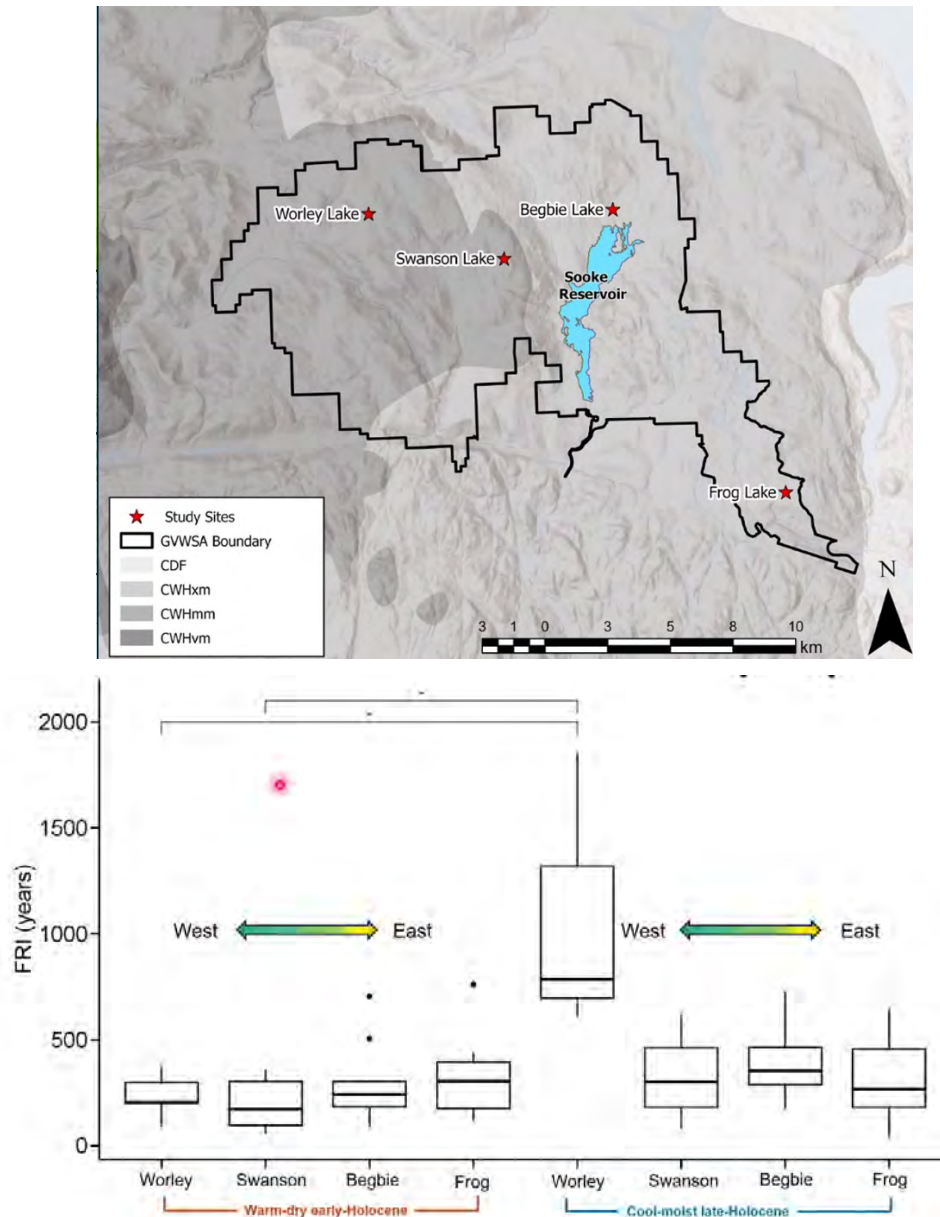 Worley Lake
Begbie Lake
Swanson Lake
Sooke
Reservoir
Frog Lake
Study Sites
GVWSA Boundary
CDF
CWHxm
CWHmm
CWHvm
N
3 1 0 3 5 8 10
km
2000
1500
1000
500
0
FRI (years)
West East
West East
Worley Swanson Begbie Frog Worley Swanson Begbie Frog
Warm-dry early-Holocene Cool-moist late-Holocene